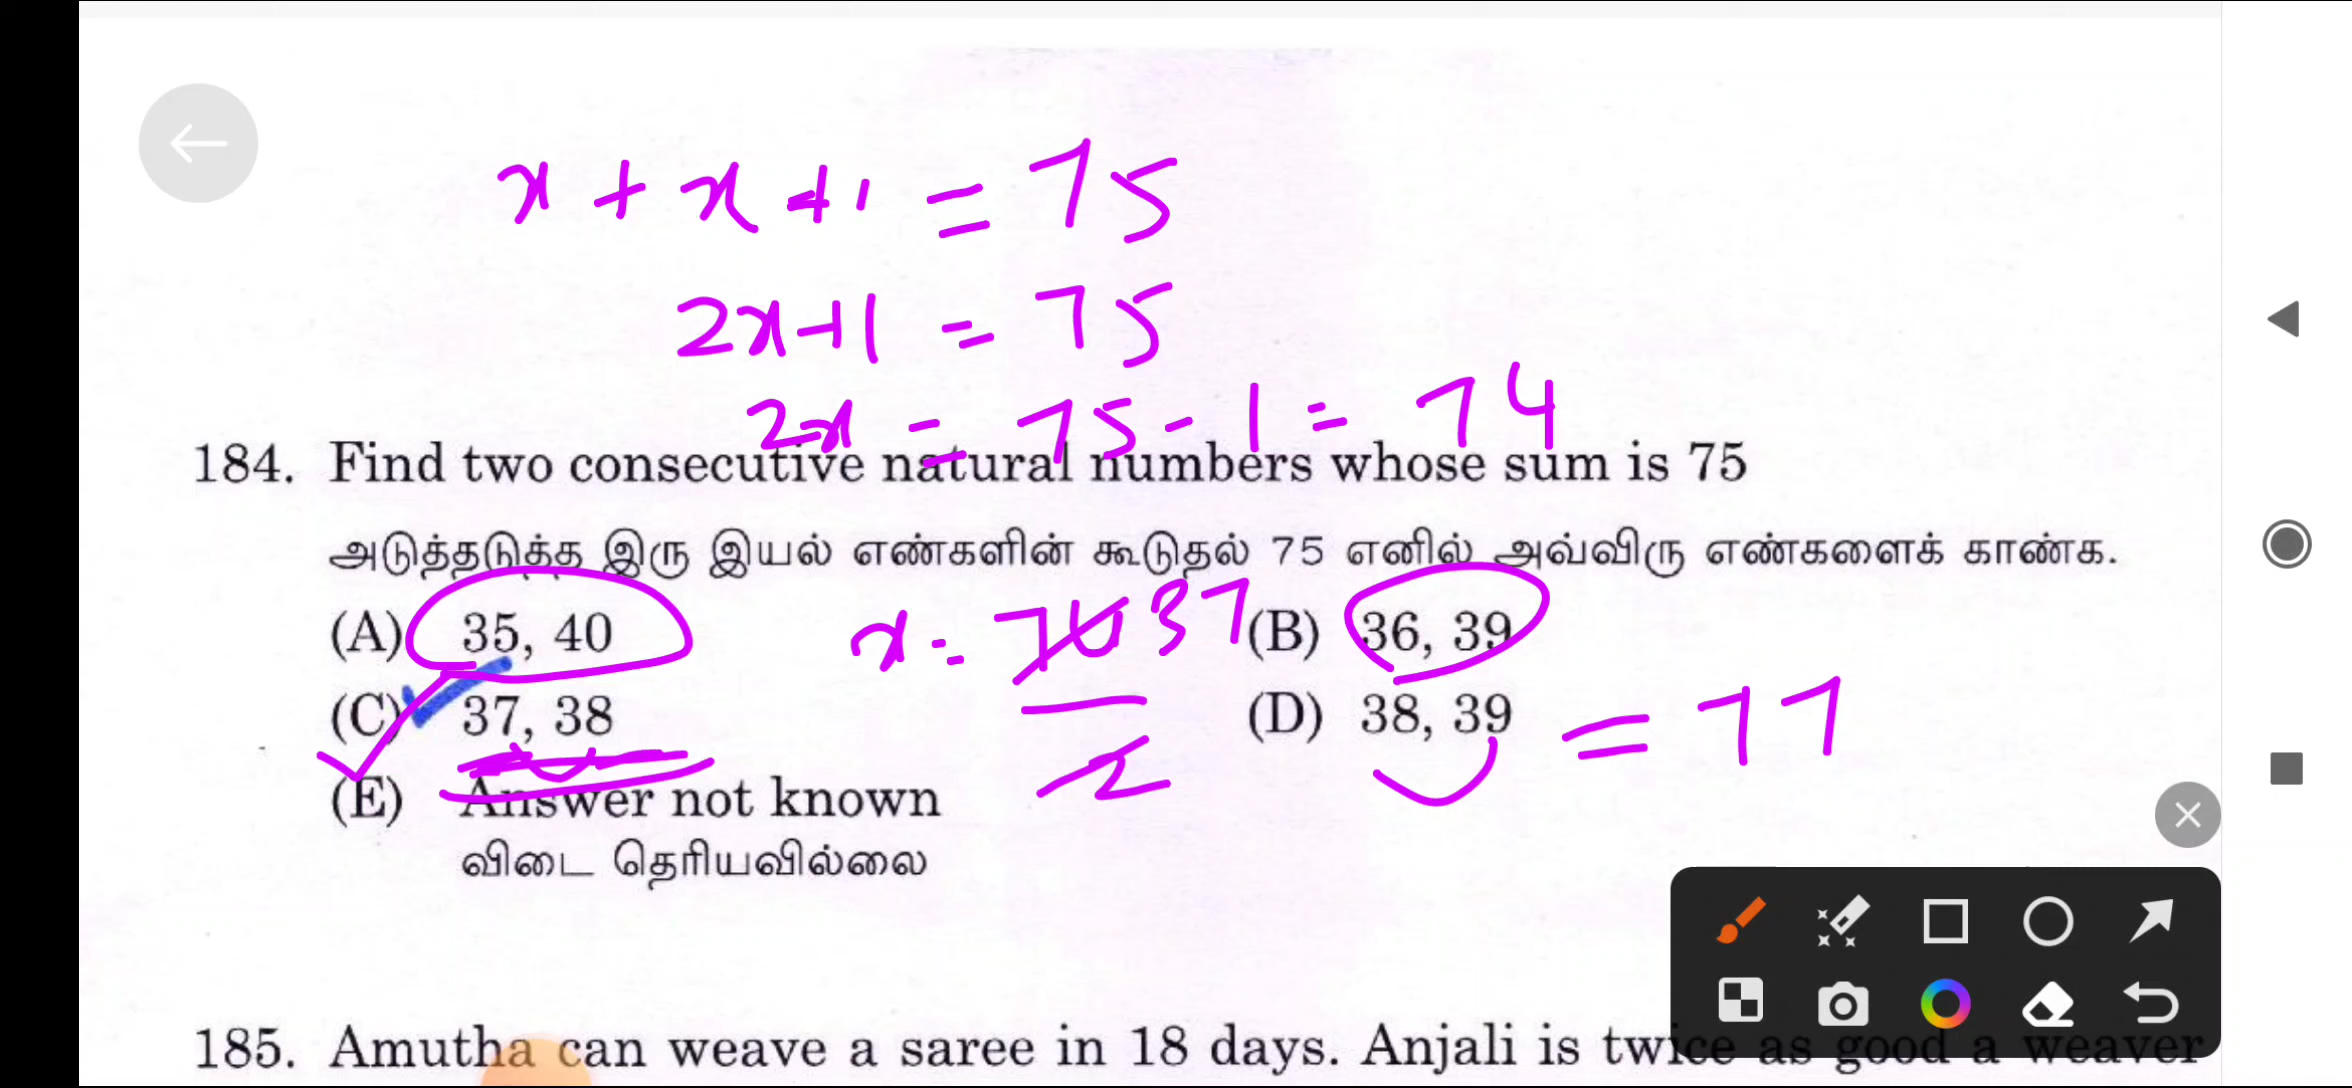 x + x + 1 = 75
2x+1 = 75
2x = 75 - 1 = 74
184. Find two consecutive natural numbers whose sum is 75
அடுத்தடுத்த இரு இயல் எண்களின் கூடுதல் 75 எனில் அவ்விரு எண்களைக் காண்க.
(A) 35, 40 x = 74 37 (B) 36, 39
(C) 37, 38 (D) 38, 39 = 77
2
(E) Answer not known
விடை தெரியவில்லை
185. Amutha can weave a saree in 18 days. Anjali is twice as good a weaver